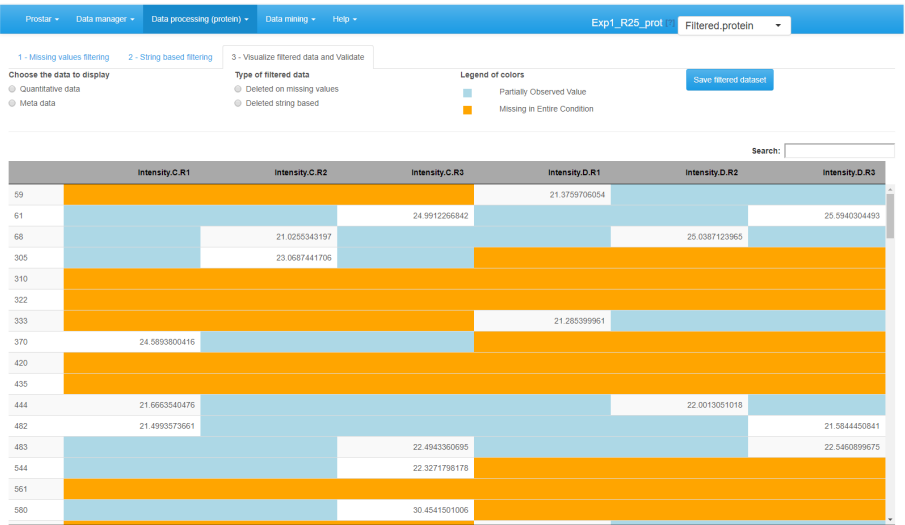 Prostar Data manager Data processing (protein) Data mining Help Exp1_R25_prot [?] Filtered.protein
1 - Missing values filtering 2 - String based filtering 3 - Visualize filtered data and Validate
Choose the data to display Type of filtered data Legend of colors Save filtered dataset
Quantitative data Deleted on missing values Partially Observed Value
Meta data Deleted string based Missing in Entire Condition
Search:
Intensity.C.R1 Intensity.C.R2 Intensity.C.R3 Intensity.D.R1 Intensity.D.R2 Intensity.D.R3
59 21.3759706054
61 24.9912266842 25.5940304493
68 21.0255343197 25.0387123965
305 23.0687441706
310
322
333 21.285399961
370 24.5893800416
420
435
444 21.6663540476 22.0013051018
482 21.4993573661 21.5844450841
483 22.4943360695 22.5460899675
544 22.3271798178
561
580 30.4541501006